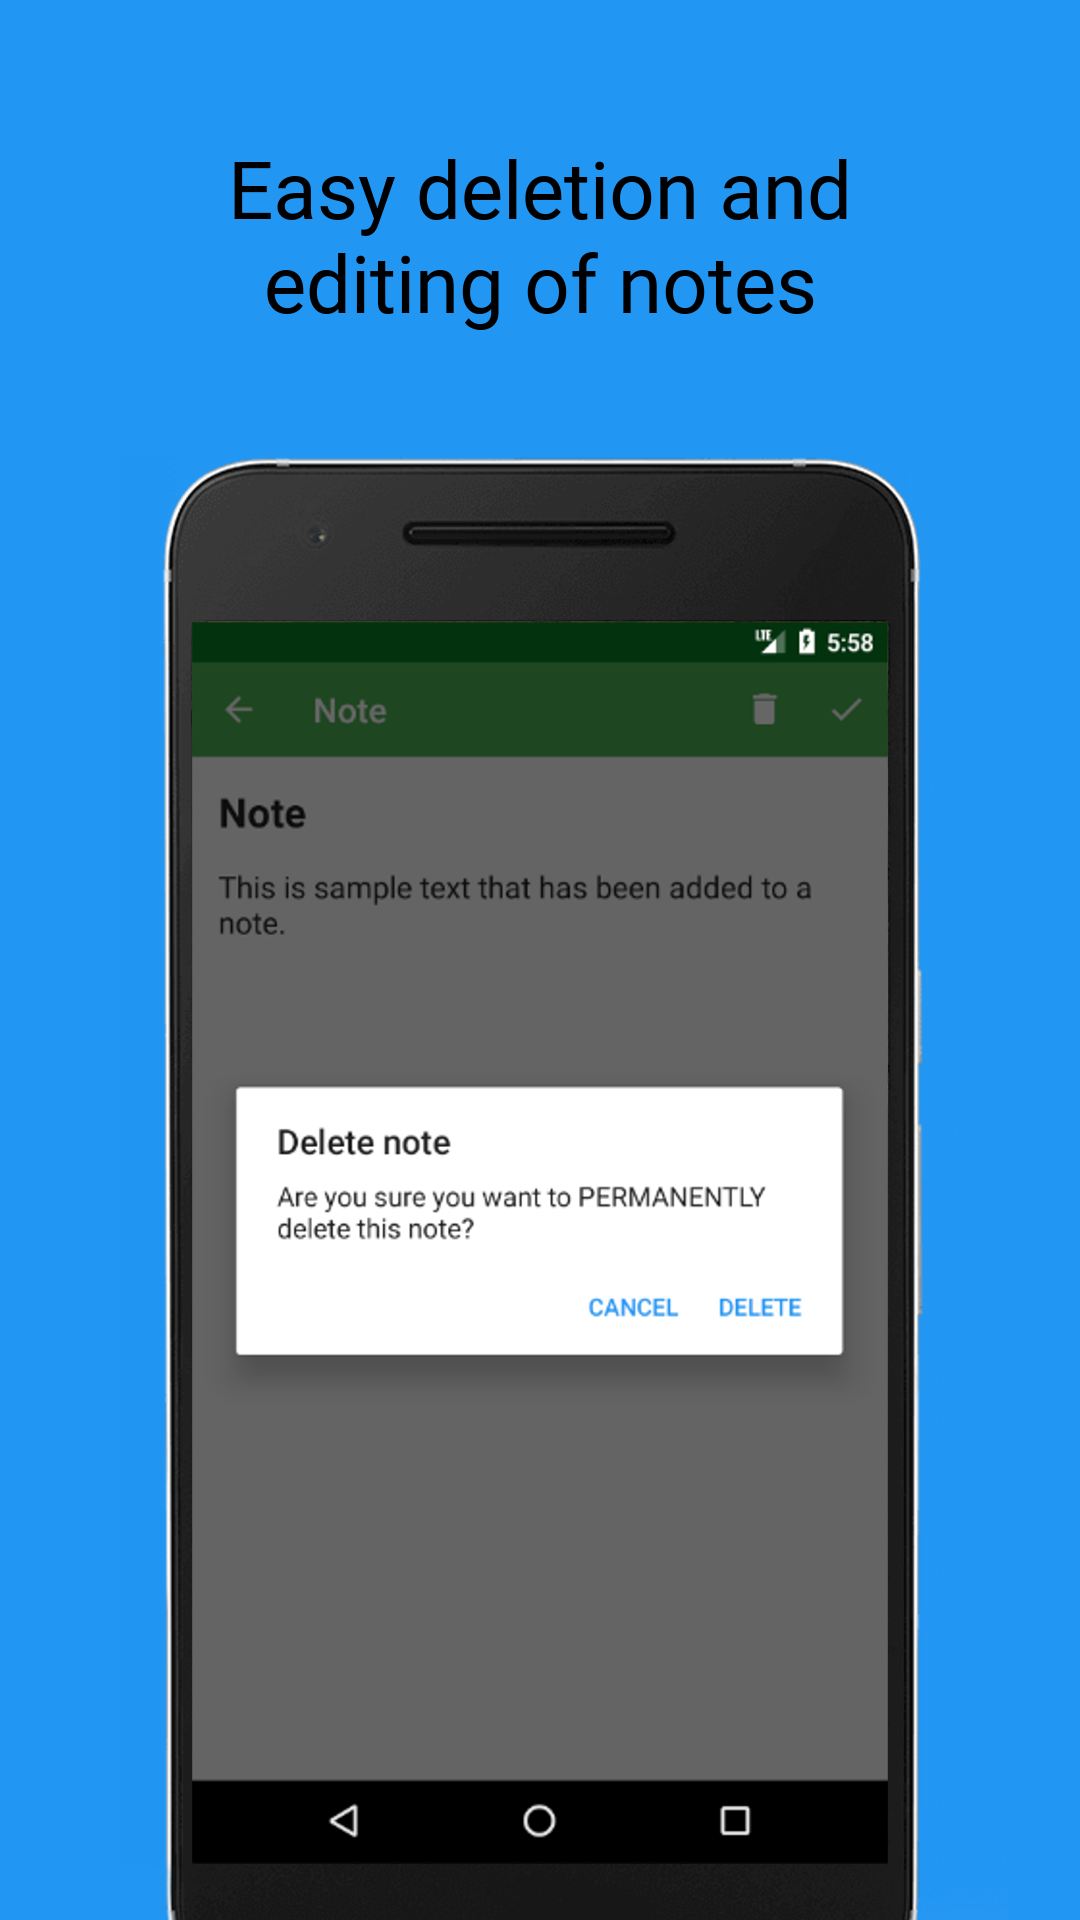 Easy deletion and
editing of notes
LTE 5:58
Note
Note
This is sample text that has been added to a
note.
Delete note
Are you sure you want to PERMANENTLY
delete this note?
CANCEL DELETE